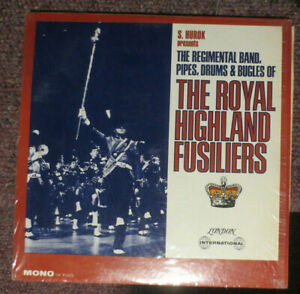 S. HUROK
presents
THE REGIMENTAL BAND,
PIPES, DRUMS & BUGLES OF
THE ROYAL
HIGHLAND
FUSILIERS
LONDON
INTERNATIONAL
MONO